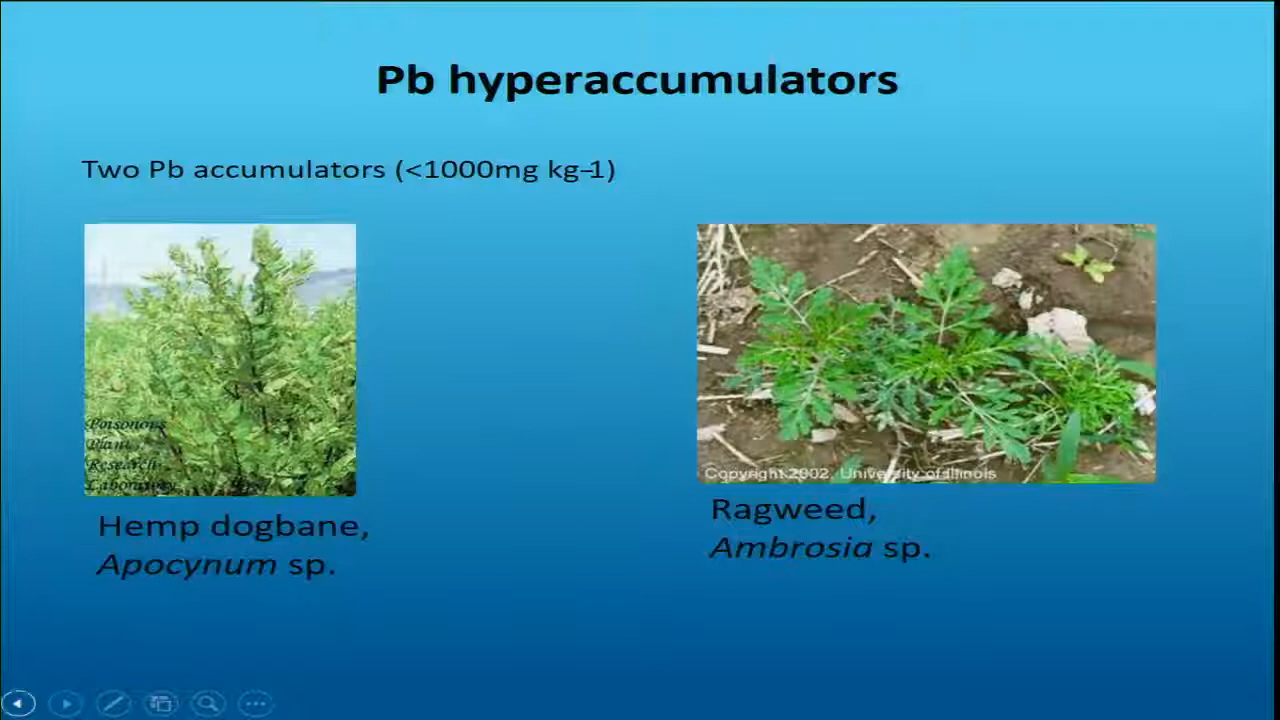 Pb hyperaccumulators
Two Pb accumulators (<1000mg kg-1)
Poisonous
Plant
Research
Laboratory
Copyright 2002, University of Illinois
Hemp dogbane,
Apocynum sp.
Ragweed,
Ambrosia sp.